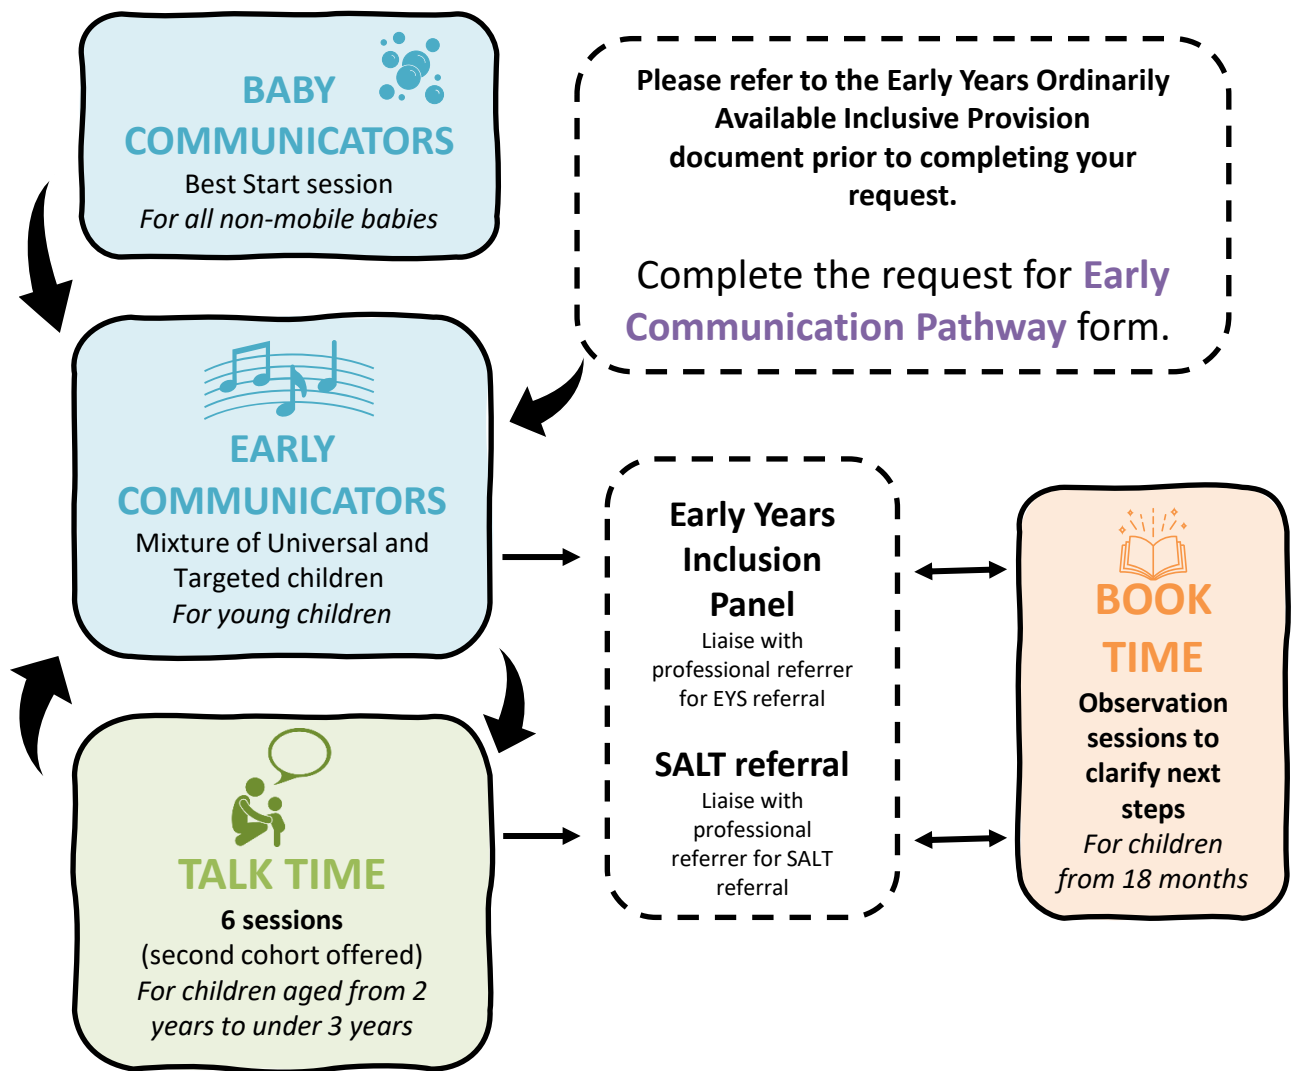 BABY
COMMUNICATORS
Best Start session
For all non-mobile babies
Please refer to the Early Years Ordinarily
Available Inclusive Provision
document prior to completing your
request.
Complete the request for Early
Communication Pathway form.
EARLY
COMMUNICATORS
Mixture of Universal and
Targeted children
For young children
Early Years
Inclusion
Panel
Liaise with
professional referrer
for EYS referral
SALT referral
Liaise with
professional
referrer for SALT
referral
BOOK
TIME
Observation
sessions to
clarify next
steps
For children
from 18 months
TALK TIME
6 sessions
(second cohort offered)
For children aged from 2
years to under 3 years